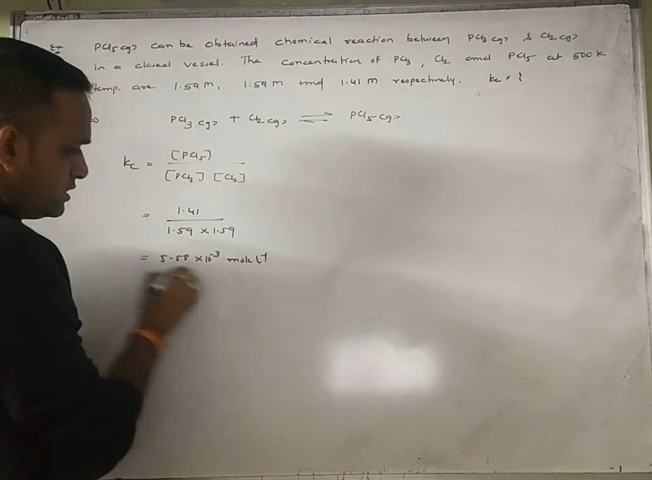 Ex PCl5 (g) can be obtained chemical reaction between PCl3 (g) & Cl2 (g)
in a closed vessel. The concentration of PCl3, Cl2 and PCl5 at 500 K
temp. are 1.59 M, 1.59 M and 1.41 M respectively. Kc = ?
⇒ PCl3 (g) + Cl2 (g) ⇌ PCl5 (g)
Kc = [PCl5]
[PCl3] [Cl2]
= 1.41
1.59 × 1.59
= 5.58 × 10⁻³ mole L⁻¹